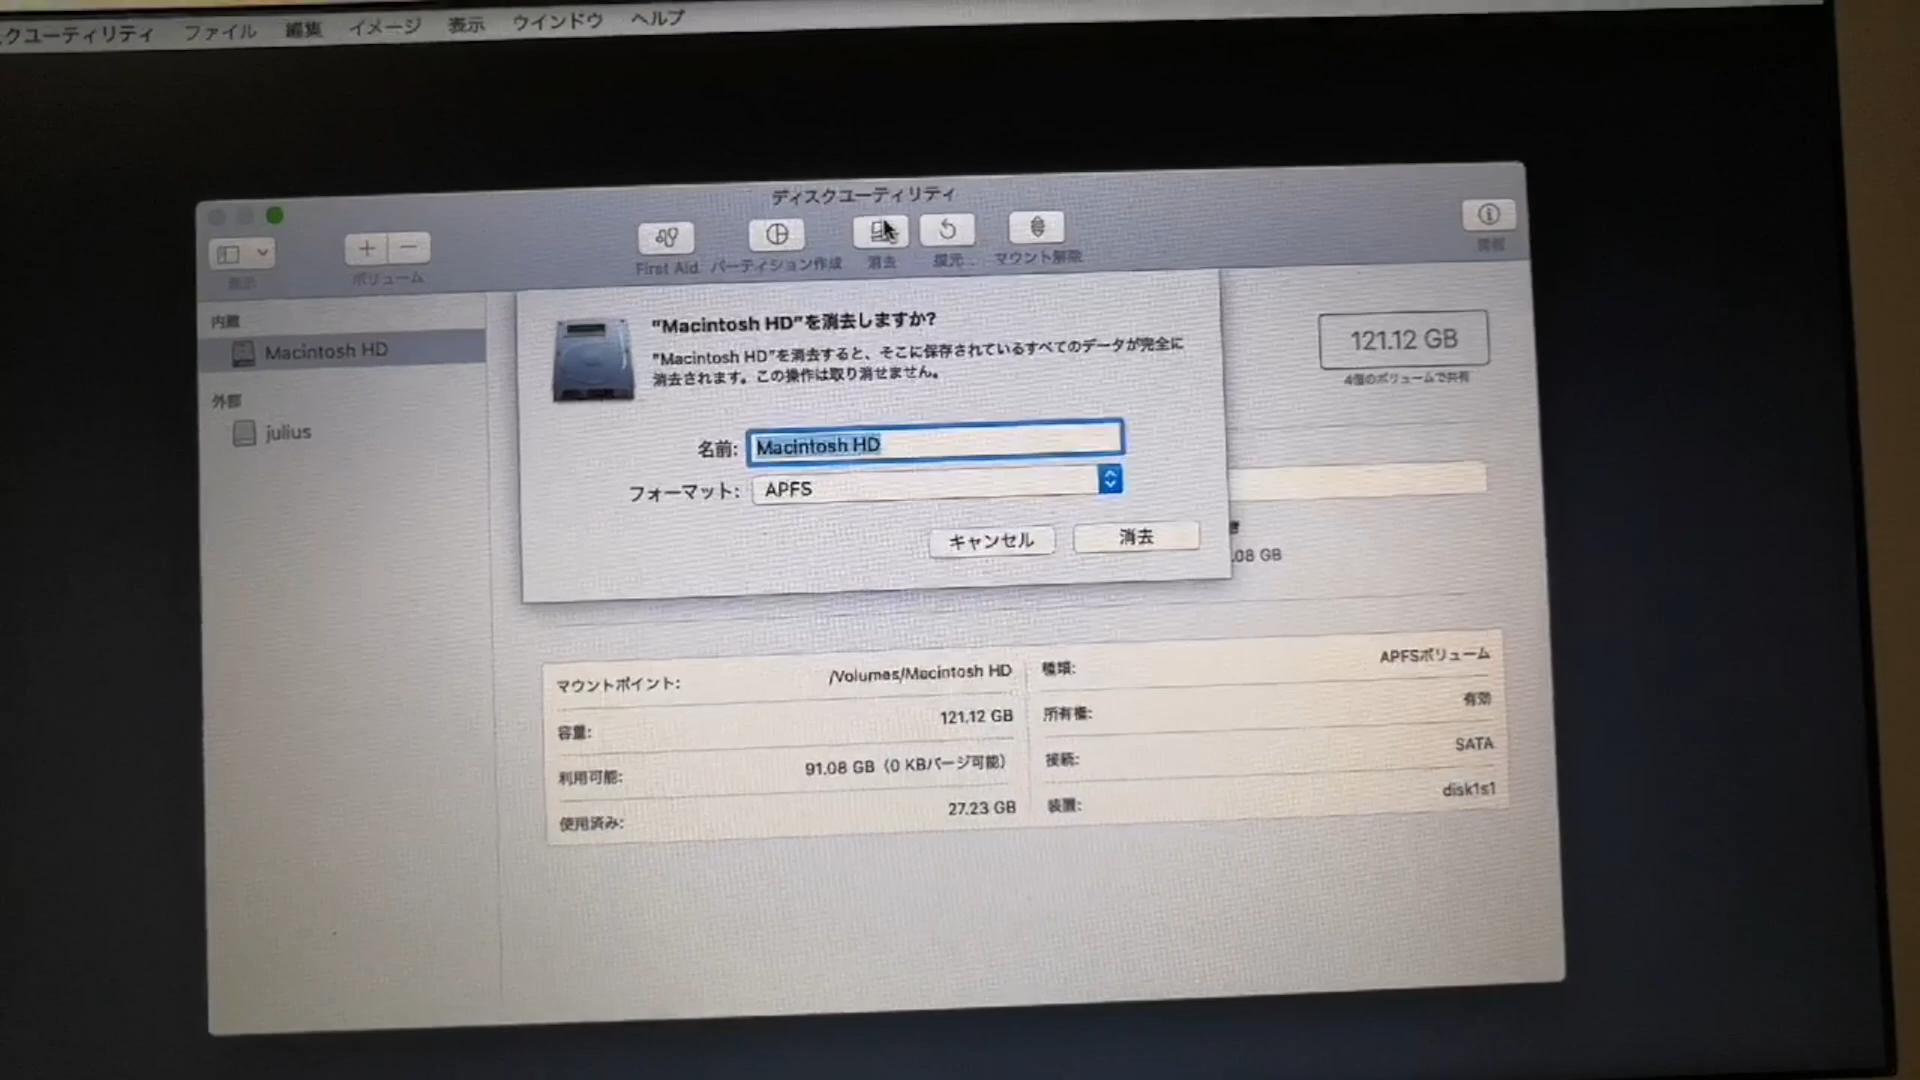 クユーティリティ ファイル 編集 イメージ 表示 ウインドウ ヘルプ
ディスクユーティリティ
表示
ボリューム
First Aid パーティション作成 消去 復元... マウント解除
情報
内蔵
Macintosh HD
外部
julius
"Macintosh HD"を消去しますか?
"Macintosh HD"を消去すると、そこに保存されているすべてのデータが完全に
消去されます。この操作は取り消せません。
名前: Macintosh HD
フォーマット: APFS
キャンセル 消去
121.12 GB
4個のボリュームで共有
.08 GB
マウントポイント: /Volumes/Macintosh HD
容量: 121.12 GB
利用可能: 91.08 GB（0 KBパージ可能）
使用済み: 27.23 GB
種類: APFSボリューム
所有権: 有効
接続: SATA
装置: disk1s1